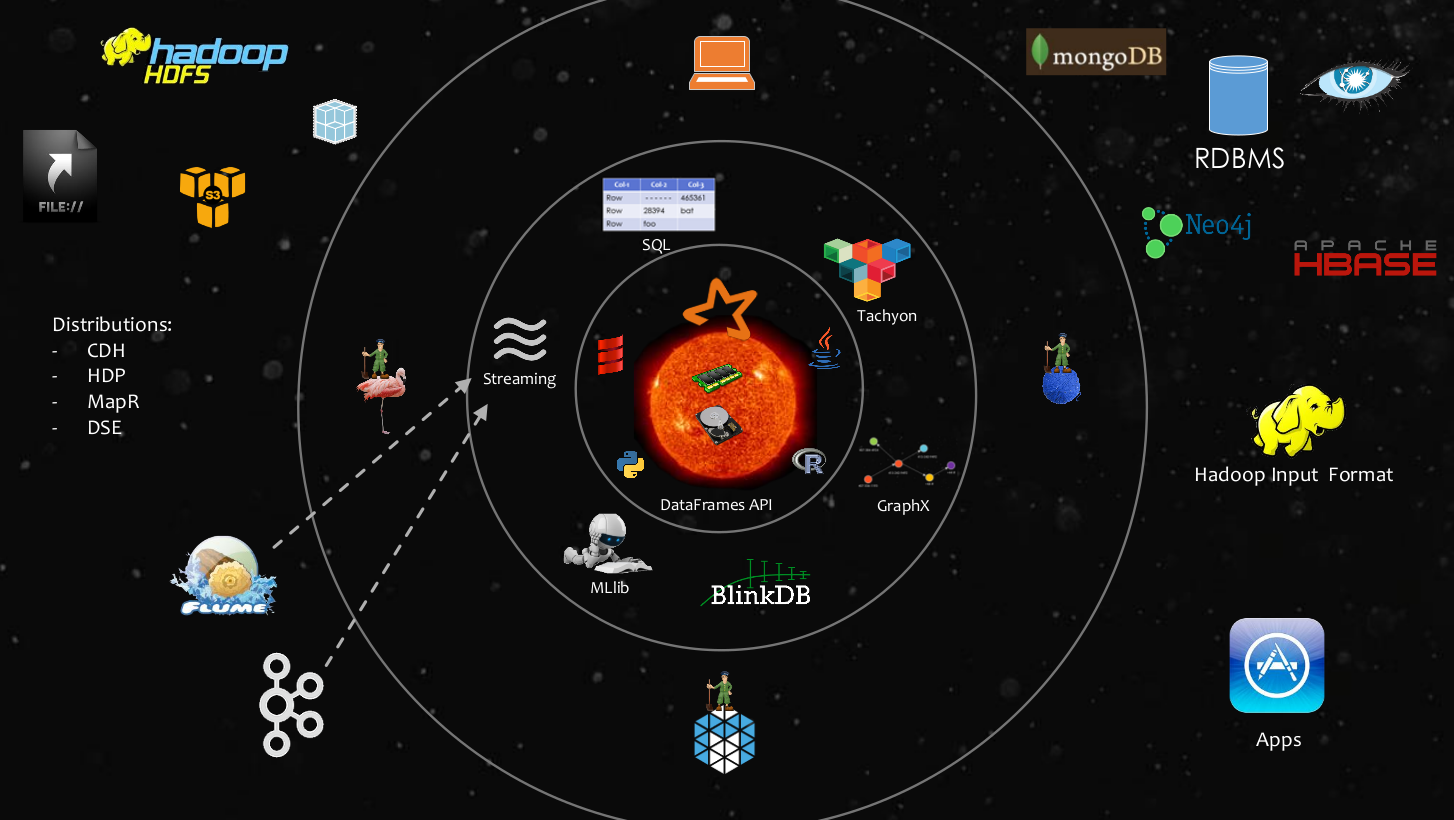 hadoop
HDFS
mongoDB
FILE://
S3
RDBMS
Col-1 Col-2 Col-3
Row ------ 465361
Row 28394 bat
Row foo
SQL
Neo4j
APACHE
HBASE
Tachyon
Distributions:
- CDH
- HDP
- MapR
- DSE
Streaming
R
DataFrames API
GraphX
Hadoop Input Format
MLlib
BlinkDB
FLUME
Apps